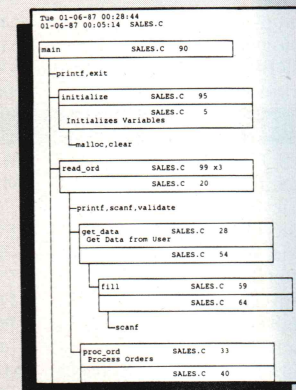 Tue 01-06-87 00:28:44
01-06-87 00:05:14 SALES.C
main SALES.C 90
printf,exit
initialize SALES.C 95
SALES.C 5
Initializes Variables
malloc,clear
read_ord SALES.C 99 x3
SALES.C 20
printf,scanf,validate
get_data SALES.C 28
Get Data from User
SALES.C 54
fill SALES.C 59
SALES.C 64
scanf
proc_ord SALES.C 33
Process Orders
SALES.C 40